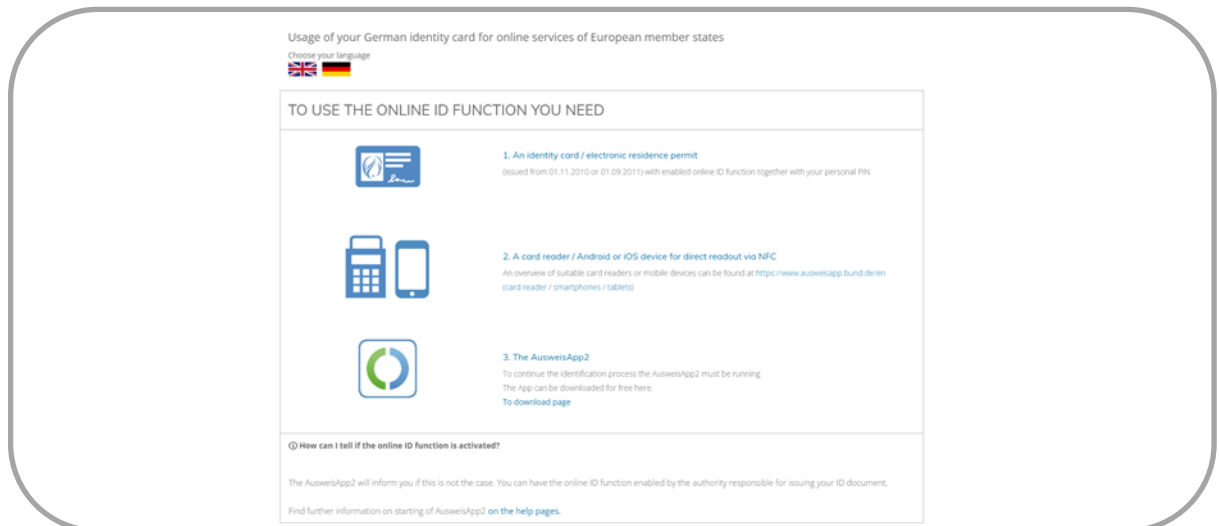 Usage of your German identity card for online services of European member states
Choose your language
TO USE THE ONLINE ID FUNCTION YOU NEED
1. An identity card / electronic residence permit
(issued from 01.11.2010 or 01.09.2011) with enabled online ID function together with your personal PIN
2. A card reader / Android or iOS device for direct readout via NFC
An overview of suitable card readers or mobile devices can be found at https://www.ausweisapp.bund.de/en
(card reader / smartphones / tablets)
3. The AusweisApp2
To continue the identification process the AusweisApp2 must be running
The App can be downloaded for free here:
To download page
How can I tell if the online ID function is activated?
The AusweisApp2 will inform you if this is not the case. You can have the online ID function enabled by the authority responsible for issuing your ID document.
Find further information on starting of AusweisApp2 on the help pages.